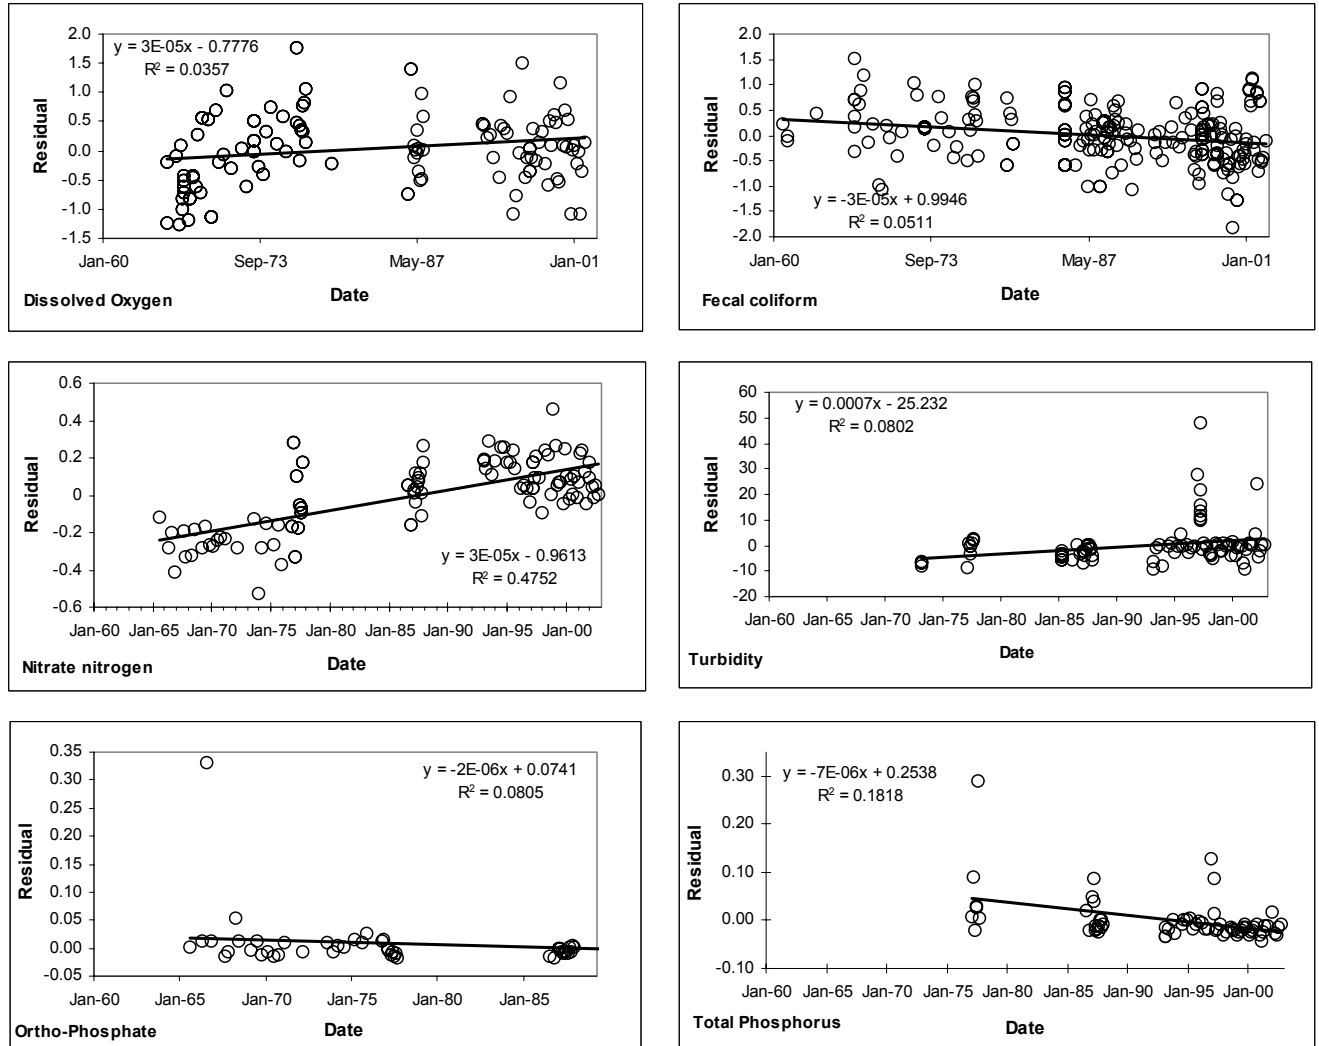 y = 3E-05x - 0.7776
R² = 0.0357
2.0
1.5
1.0
0.5
0.0
-0.5
-1.0
-1.5
Residual
Jan-60 Sep-73 May-87 Jan-01
Date
Dissolved Oxygen
2.0
1.5
1.0
0.5
0.0
-0.5
-1.0
-1.5
-2.0
Residual
y = -3E-05x + 0.9946
R² = 0.0511
Jan-60 Sep-73 May-87 Jan-01
Date
Fecal coliform
0.6
0.4
0.2
0
-0.2
-0.4
-0.6
Residual
y = 3E-05x - 0.9613
R² = 0.4752
Jan-60 Jan-65 Jan-70 Jan-75 Jan-80 Jan-85 Jan-90 Jan-95 Jan-00
Date
Nitrate nitrogen
60
50
40
30
20
10
0
-10
-20
Residual
y = 0.0007x - 25.232
R² = 0.0802
Jan-60 Jan-65 Jan-70 Jan-75 Jan-80 Jan-85 Jan-90 Jan-95 Jan-00
Date
Turbidity
0.35
0.30
0.25
0.20
0.15
0.10
0.05
0.00
-0.05
Residual
y = -2E-06x + 0.0741
R² = 0.0805
Jan-60 Jan-65 Jan-70 Jan-75 Jan-80 Jan-85
Date
Ortho-Phosphate
0.30
0.20
0.10
0.00
-0.10
Residual
y = -7E-06x + 0.2538
R² = 0.1818
Jan-60 Jan-65 Jan-70 Jan-75 Jan-80 Jan-85 Jan-90 Jan-95 Jan-00
Date
Total Phosphorus